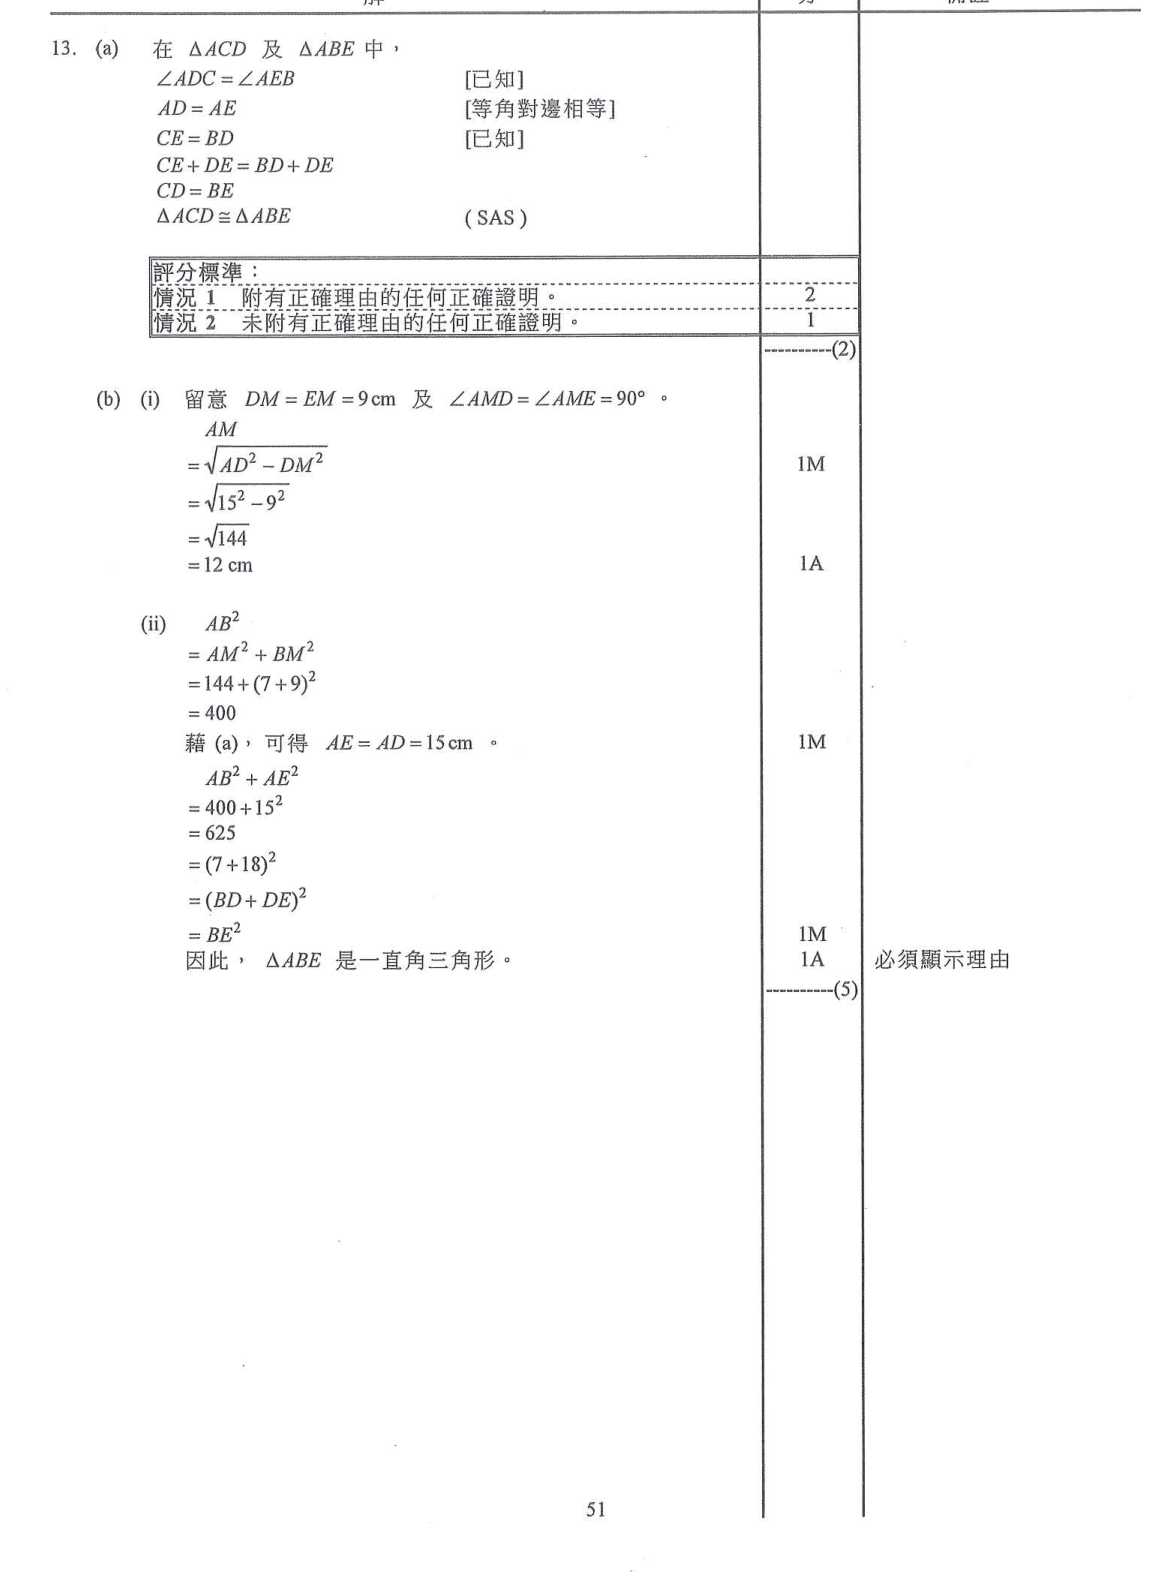 13. (a) 在 ΔACD 及 ΔABE 中，
∠ADC = ∠AEB [已知]
AD = AE [等角對邊相等]
CE = BD [已知]
CE + DE = BD + DE
CD = BE
ΔACD ≅ ΔABE ( SAS )
評分標準：
情況 1 附有正確理由的任何正確證明。 2
情況 2 未附有正確理由的任何正確證明。 1
----------(2)
(b) (i) 留意 DM = EM = 9 cm 及 ∠AMD = ∠AME = 90° 。
AM
= √(AD² − DM²) 1M
= √(15² − 9²)
= √144
= 12 cm 1A
(ii) AB²
= AM² + BM²
= 144 + (7 + 9)²
= 400
藉 (a)，可得 AE = AD = 15 cm 。 1M
AB² + AE²
= 400 + 15²
= 625
= (7 + 18)²
= (BD + DE)²
= BE² 1M
因此， ΔABE 是一直角三角形。 1A 必須顯示理由
----------(5)
51